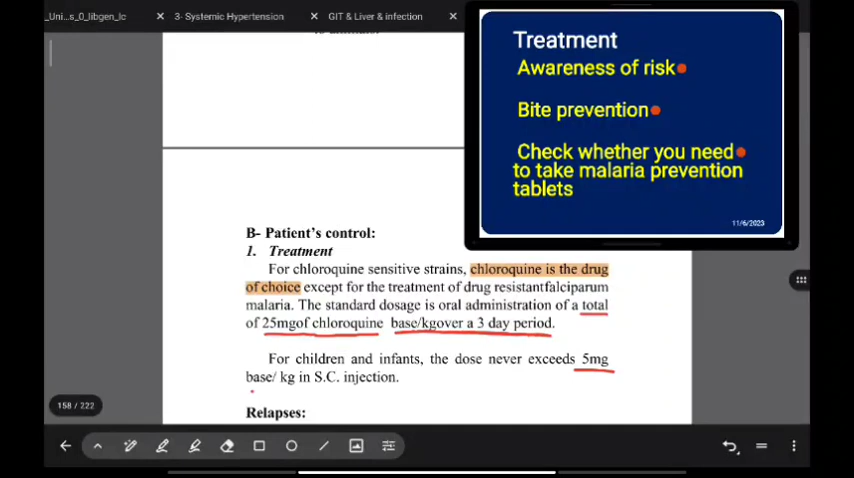 _Uni...s_0_libgen_lc
3- Systemic Hypertension
GIT & Liver & infection
Treatment
Awareness of risk
Bite prevention
Check whether you need
to take malaria prevention
tablets
11/6/2023
B- Patient's control:
1. Treatment
For chloroquine sensitive strains, chloroquine is the drug
of choice except for the treatment of drug resistantfalciparum
malaria. The standard dosage is oral administration of a total
of 25mgof chloroquine base/kgover a 3 day period.
For children and infants, the dose never exceeds 5mg
base/ kg in S.C. injection.
Relapses:
158 / 222